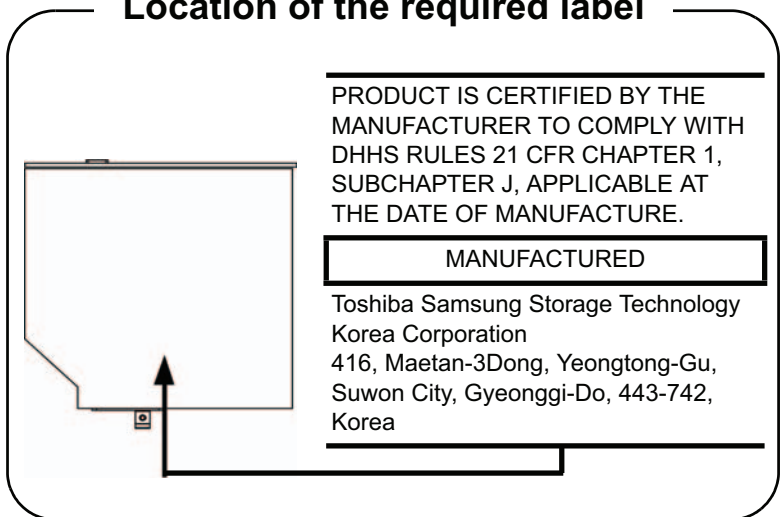 Location of the required label
PRODUCT IS CERTIFIED BY THE
MANUFACTURER TO COMPLY WITH
DHHS RULES 21 CFR CHAPTER 1,
SUBCHAPTER J, APPLICABLE AT
THE DATE OF MANUFACTURE.
MANUFACTURED
Toshiba Samsung Storage Technology
Korea Corporation
416, Maetan-3Dong, Yeongtong-Gu,
Suwon City, Gyeonggi-Do, 443-742,
Korea